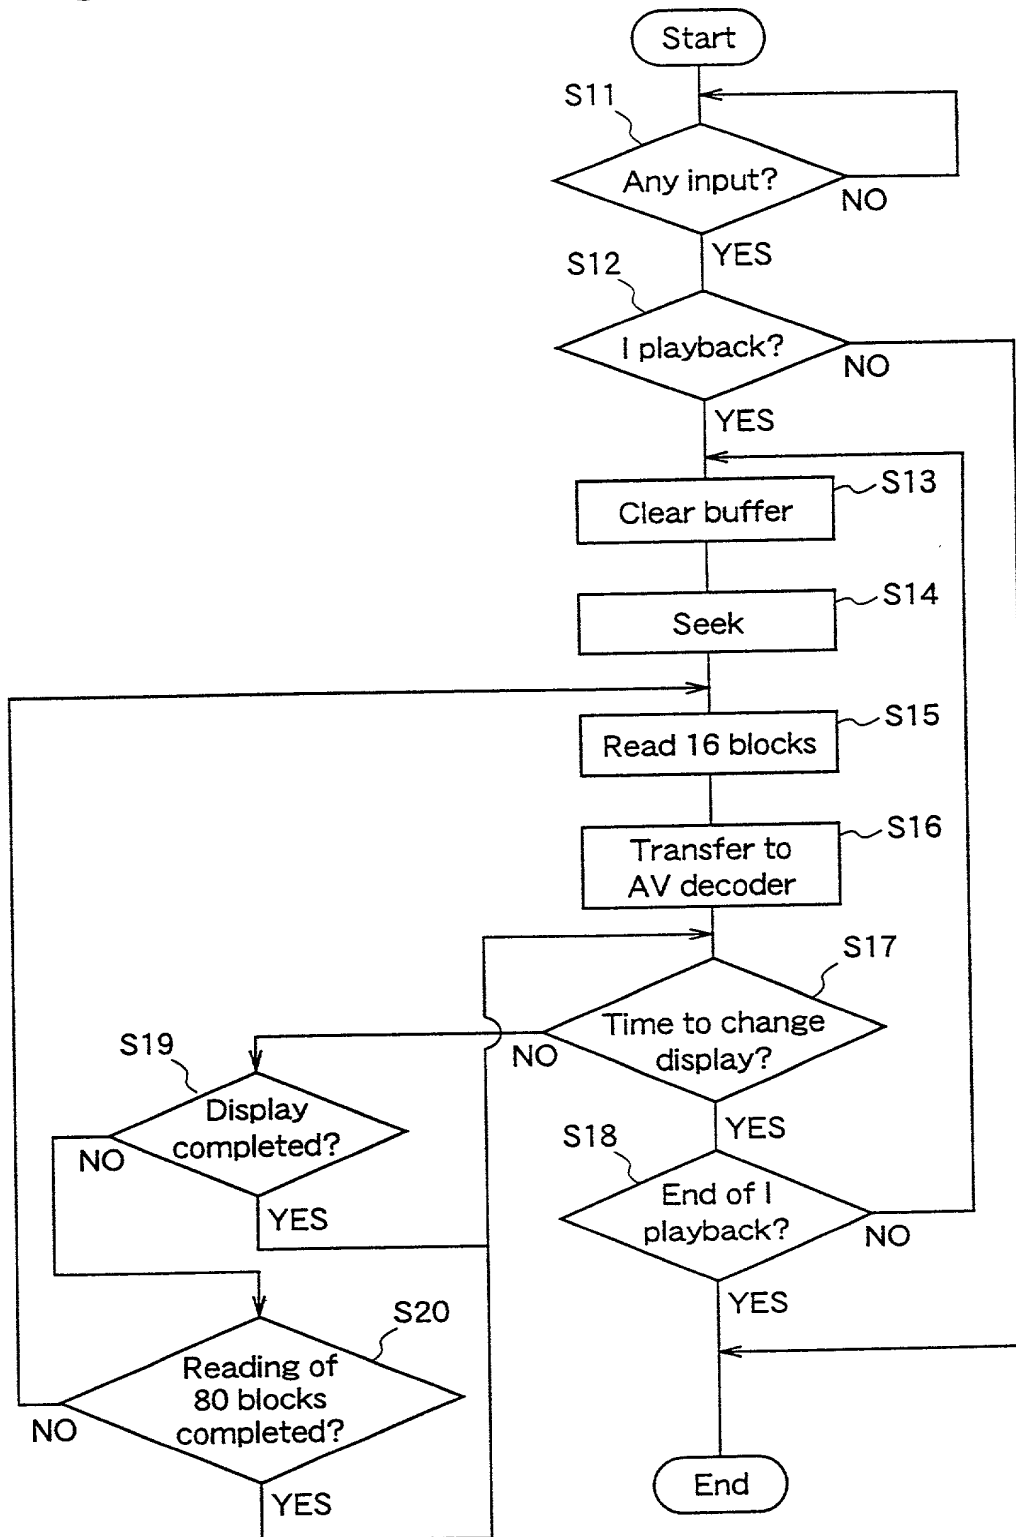 Start
S11
Any input?
NO
YES
S12
I playback?
NO
YES
S13
Clear buffer
S14
Seek
S15
Read 16 blocks
S16
Transfer to
AV decoder
S17
Time to change
display?
NO
YES
S19
Display
completed?
NO
YES
S18
End of I
playback?
NO
YES
S20
Reading of
80 blocks
completed?
NO
YES
End